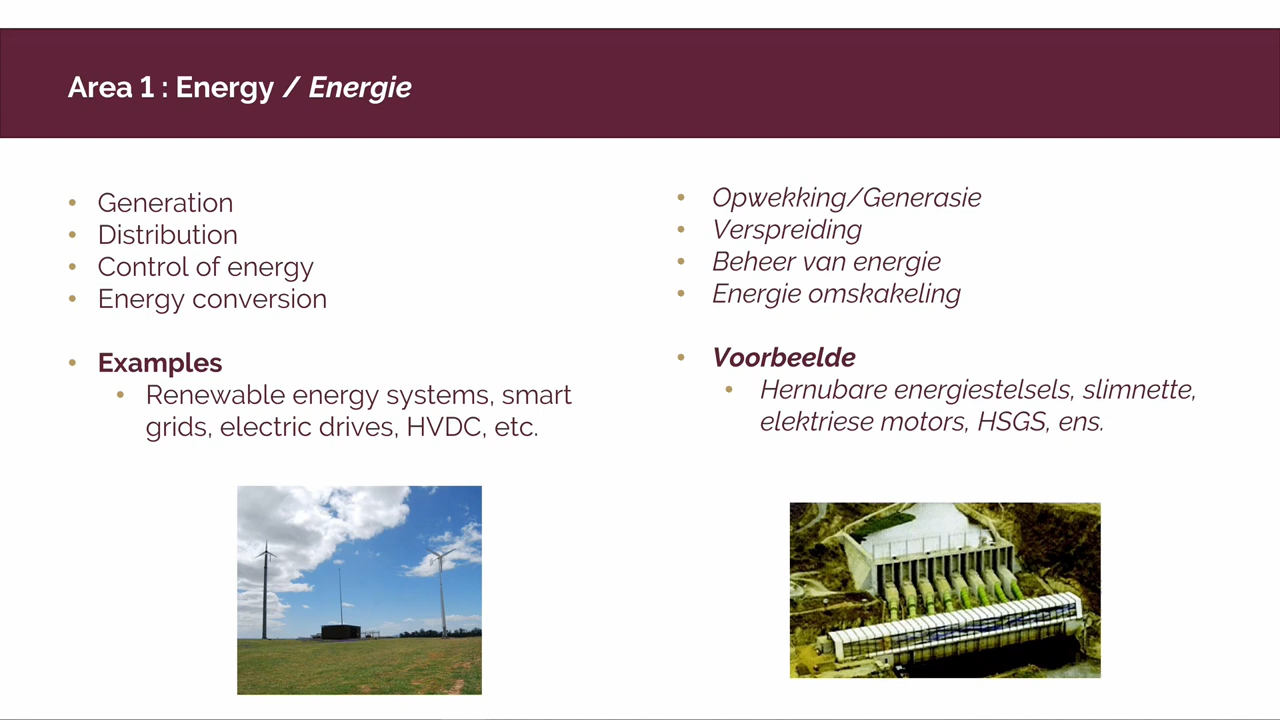 Area 1 : Energy / Energie
• Generation
• Distribution
• Control of energy
• Energy conversion
• Examples
• Renewable energy systems, smart
grids, electric drives, HVDC, etc.
• Opwekking/Generasie
• Verspreiding
• Beheer van energie
• Energie omskakeling
• Voorbeelde
• Hernubare energiestelsels, slimnette,
elektriese motors, HSGS, ens.